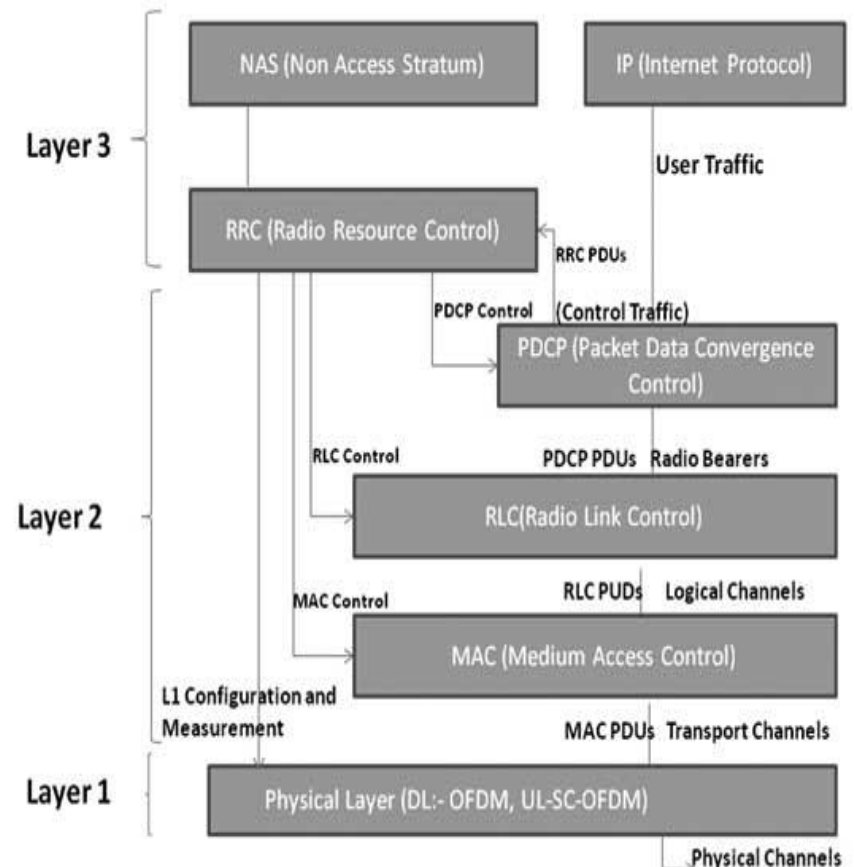 NAS (Non Access Stratum)
IP (Internet Protocol)
Layer 3
User Traffic
RRC (Radio Resource Control)
RRC PDUs
PDCP Control
(Control Traffic)
PDCP (Packet Data Convergence
Control)
RLC Control
PDCP PDUs Radio Bearers
Layer 2
RLC(Radio Link Control)
RLC PUDs Logical Channels
MAC Control
MAC (Medium Access Control)
L1 Configuration and
Measurement
MAC PDUs Transport Channels
Layer 1
Physical Layer (DL:- OFDM, UL-SC-OFDM)
Physical Channels